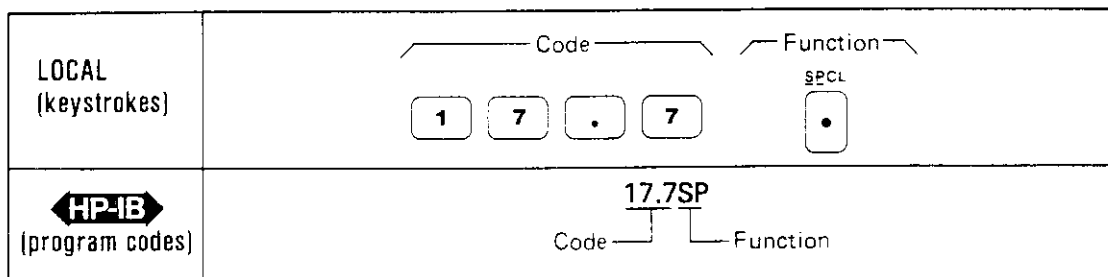 LOCAL
(keystrokes)
Code
Function
SPCL
1 7 . 7 •
HP-IB
(program codes)
17.7SP
Code
Function